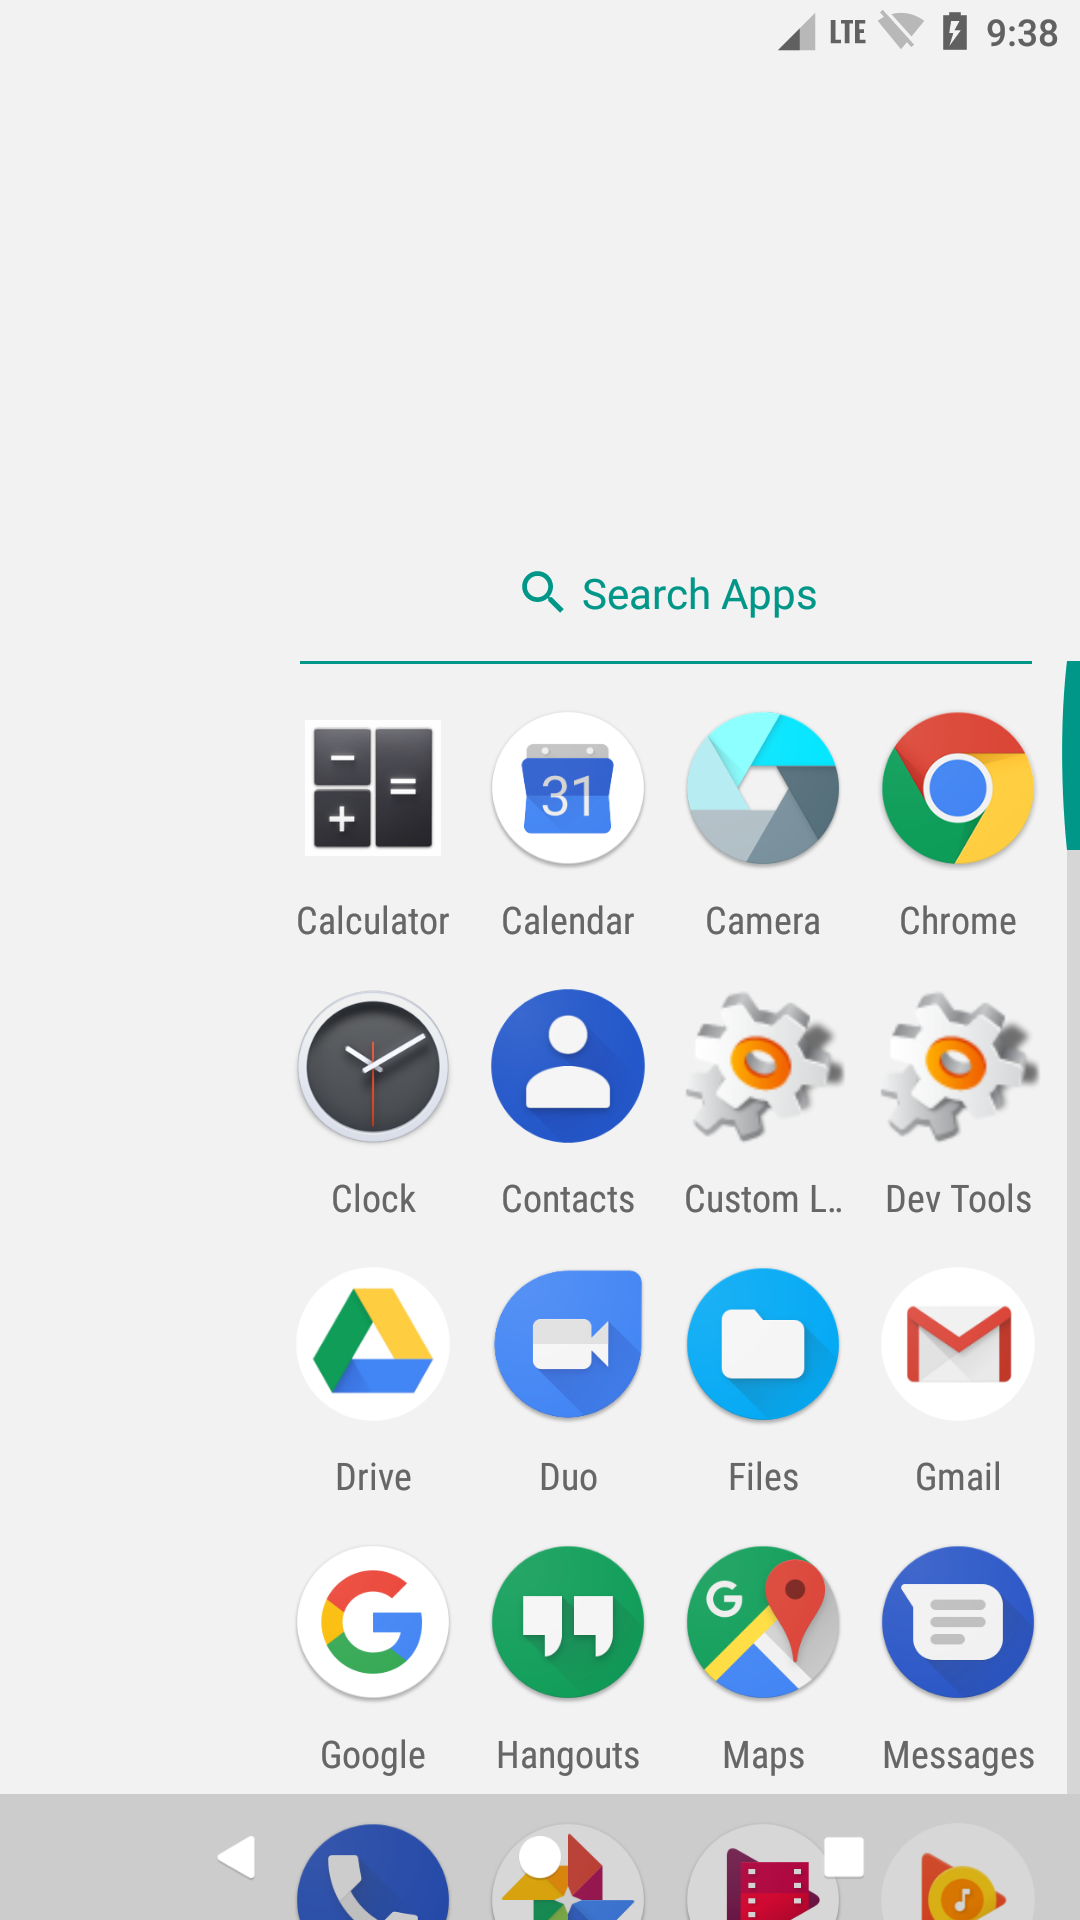 LTE 9:38
Search Apps
31
Calculator Calendar Camera Chrome
Clock Contacts Custom L.. Dev Tools
Drive Duo Files Gmail
G
Google Hangouts Maps Messages